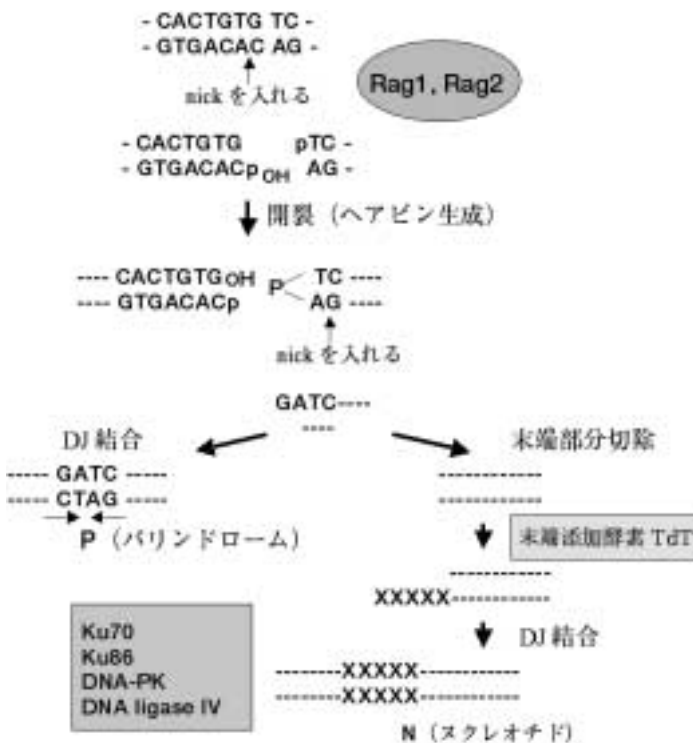 - CACTGTG TC -
- GTGACAC AG -
nick を入れる
Rag1, Rag2
- CACTGTG pTC -
- GTGACACp OH AG -
開裂（ヘアピン生成）
---- CACTGTGOH P TC ----
---- GTGACACp AG ----
nick を入れる
GATC----
----
DJ 結合
末端部分切除
----- GATC -----
----- CTAG -----
P （パリンドローム）
末端添加酵素 TdT
XXXXX
Ku70
Ku86
DNA-PK
DNA ligase IV
DJ 結合
-------XXXXX-----------
-------XXXXX-----------
N （ヌクレオチド）